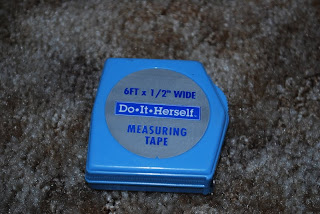 6FT x 1/2" WIDE
Do•It•Herself.
MEASURING
TAPE